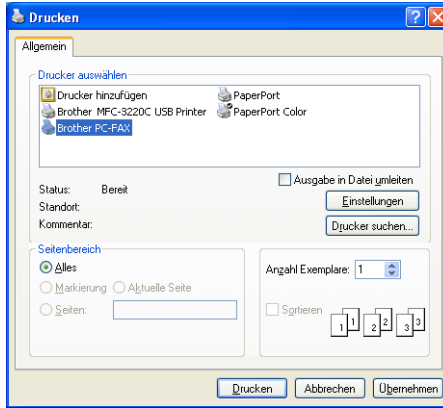 Drucken
Allgemein
Drucker auswählen
Drucker hinzufügen
PaperPort
Brother MFC-3220C USB Printer
PaperPort Color
Brother PC-FAX
Ausgabe in Datei umleiten
Status: Bereit
Einstellungen
Standort:
Kommentar:
Drucker suchen...
Seitenbereich
Alles
Anzahl Exemplare: 1
Markierung
Aktuelle Seite
Seiten:
Sortieren
1 1 2 2 3 3
Drucken Abbrechen Übernehmen